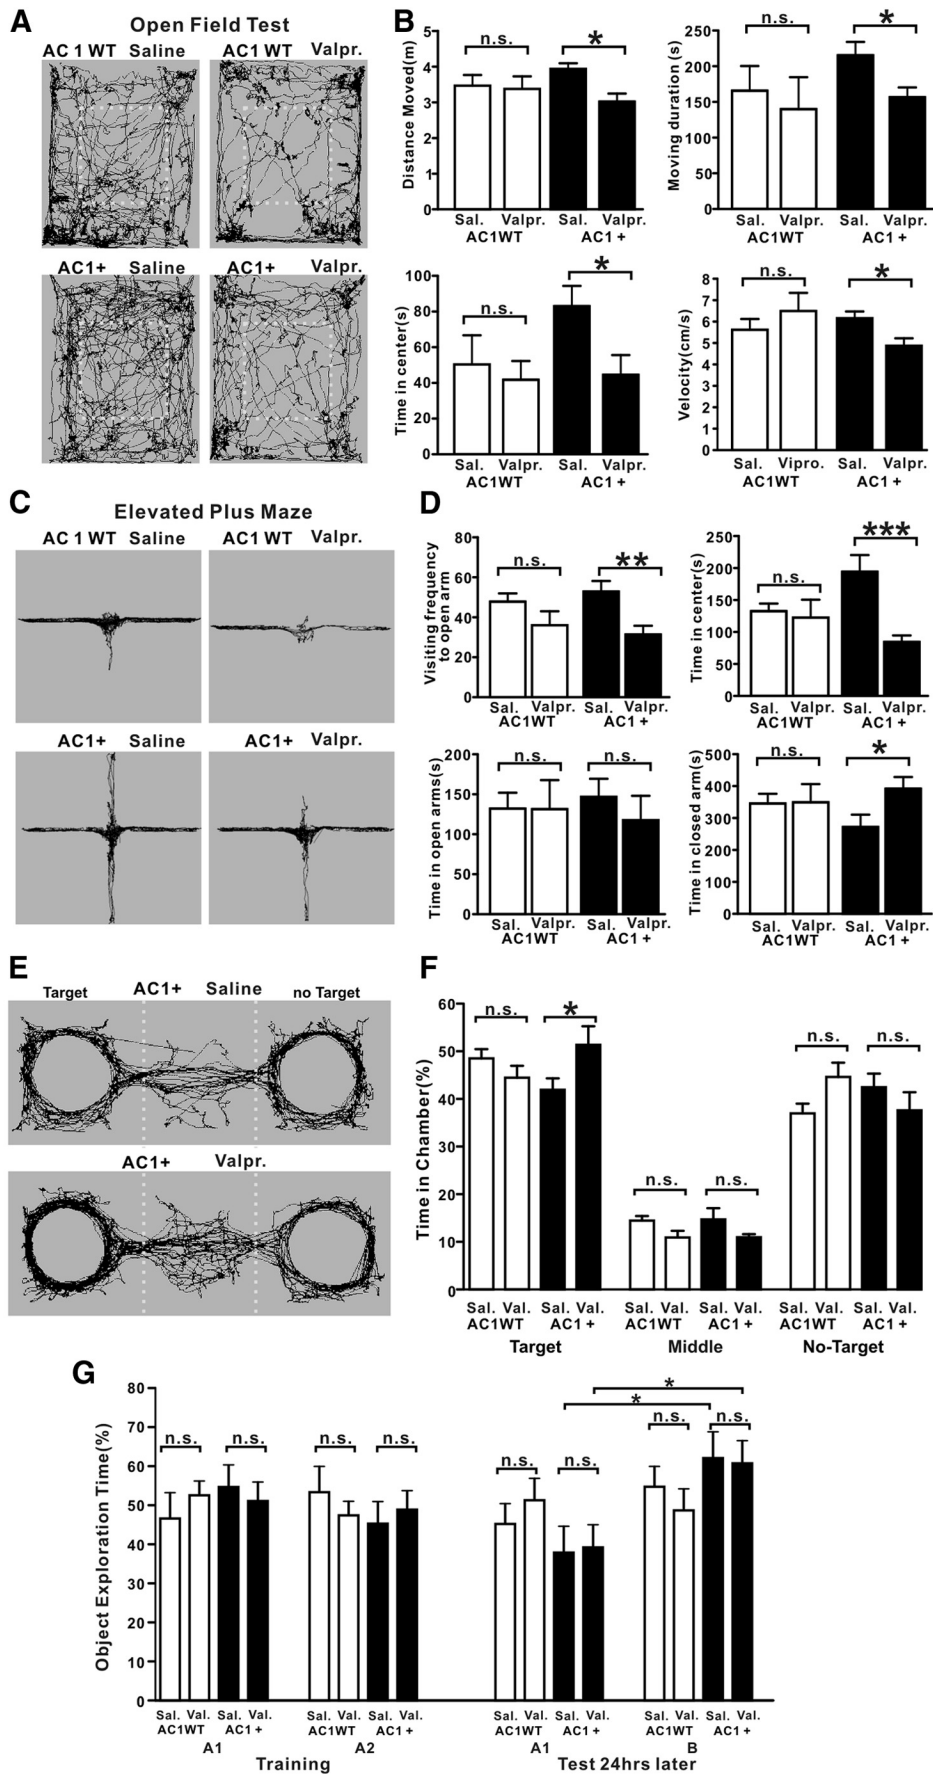 A
Open Field Test
AC 1 WT Saline AC 1 WT Valpr.
AC1+ Saline AC1+ Valpr.
B
Distance Moved(m)
5
4
3
2
1
0
n.s. *
Sal. Valpr. Sal. Valpr.
AC1WT AC1 +
Moving duration (s)
250
200
150
100
50
0
n.s. *
Sal. Valpr. Sal. Valpr.
AC1WT AC1 +
Time in center(s)
100
80
60
40
20
0
n.s. *
Sal. Valpr. Sal. Valpr.
AC1WT AC1 +
Velocity(cm/s)
8
7
6
5
4
3
2
1
0
n.s. *
Sal. Vipro. Sal. Valpr.
AC1WT AC1 +
C
Elevated Plus Maze
AC 1 WT Saline AC 1 WT Valpr.
AC1+ Saline AC1+ Valpr.
D
Visiting frequency
to open arm
80
60
40
20
0
n.s. **
Sal. Valpr. Sal. Valpr.
AC1WT AC1 +
Time in center(s)
250
200
150
100
50
0
n.s. ***
Sal. Valpr. Sal. Valpr.
AC1WT AC1 +
Time in open arms(s)
200
150
100
50
0
n.s. n.s.
Sal. Valpr. Sal. Valpr.
AC1WT AC1 +
Time in closed arm(s)
500
400
300
200
100
0
n.s. *
Sal. Valpr. Sal. Valpr.
AC1WT AC1 +
E
Target AC1+ Saline no Target
AC1+ Valpr.
F
Time in Chamber(%)
60
50
40
30
20
10
0
n.s. * n.s. n.s. n.s. n.s.
Sal. Val. Sal. Val. Sal. Val. Sal. Val. Sal. Val. Sal. Val.
AC1WT AC1 + AC1WT AC1 + AC1WT AC1 +
Target Middle No-Target
G
Object Exploration Time(%)
80
70
60
50
40
30
20
10
0
* *
n.s. n.s. n.s. n.s. n.s. n.s. n.s. n.s.
Sal. Val. Sal. Val. Sal. Val. Sal. Val. Sal. Val. Sal. Val. Sal. Val. Sal. Val.
AC1WT AC1 + AC1WT AC1 + AC1WT AC1 + AC1WT AC1 +
A1 A2 A1 B
Training Test 24hrs later